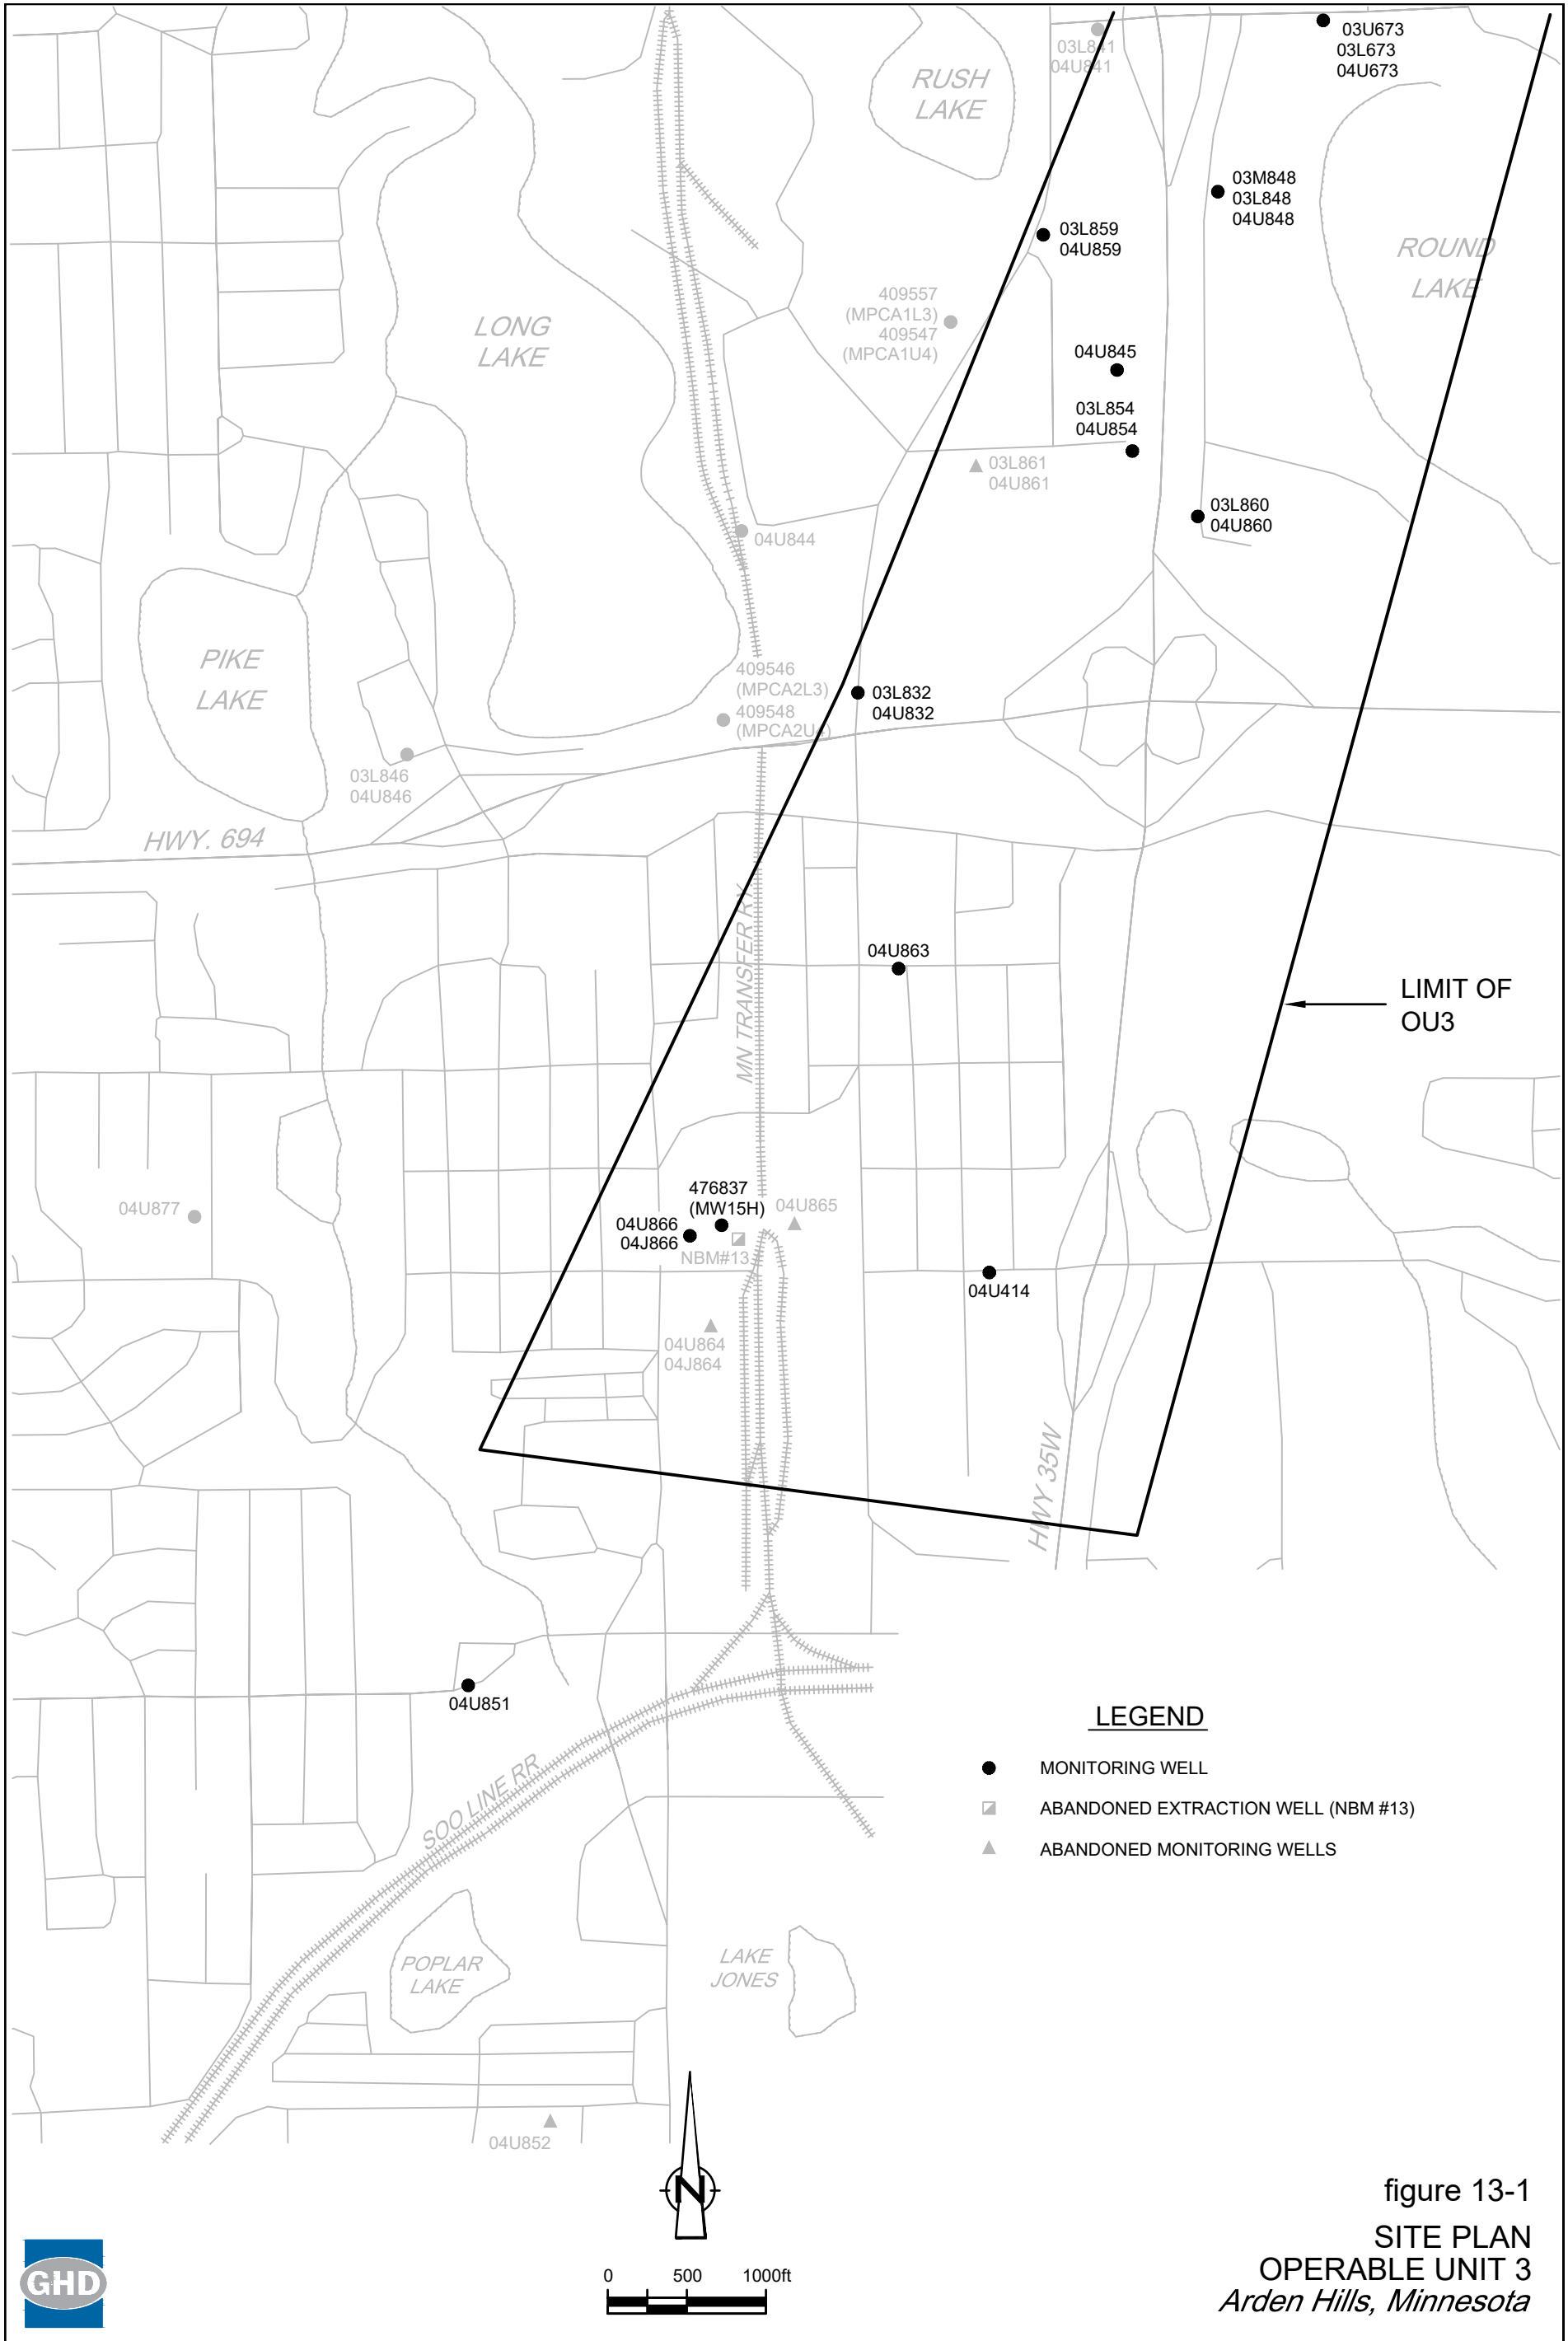 03L841
04U841
03U673
03L673
04U673
RUSH
LAKE
03M848
03L848
04U848
03L859
04U859
ROUND
LAKE
409557
(MPCA1L3)
409547
(MPCA1U4)
LONG
LAKE
04U845
03L854
04U854
03L861
04U861
03L860
04U860
04U844
PIKE
LAKE
409546
(MPCA2L3)
409548
(MPCA2U4)
03L832
04U832
03L846
04U846
HWY. 694
MN TRANSFER RY
04U863
LIMIT OF
OU3
04U877
476837
(MW15H)
04U866
04J866
04U865
NBM#13
04U414
04U864
04J864
HWY 35W
04U851
SOO LINE RR
LEGEND
MONITORING WELL
ABANDONED EXTRACTION WELL (NBM #13)
ABANDONED MONITORING WELLS
POPLAR
LAKE
LAKE
JONES
04U852
N
0 500 1000ft
GHD
figure 13-1
SITE PLAN
OPERABLE UNIT 3
Arden Hills, Minnesota